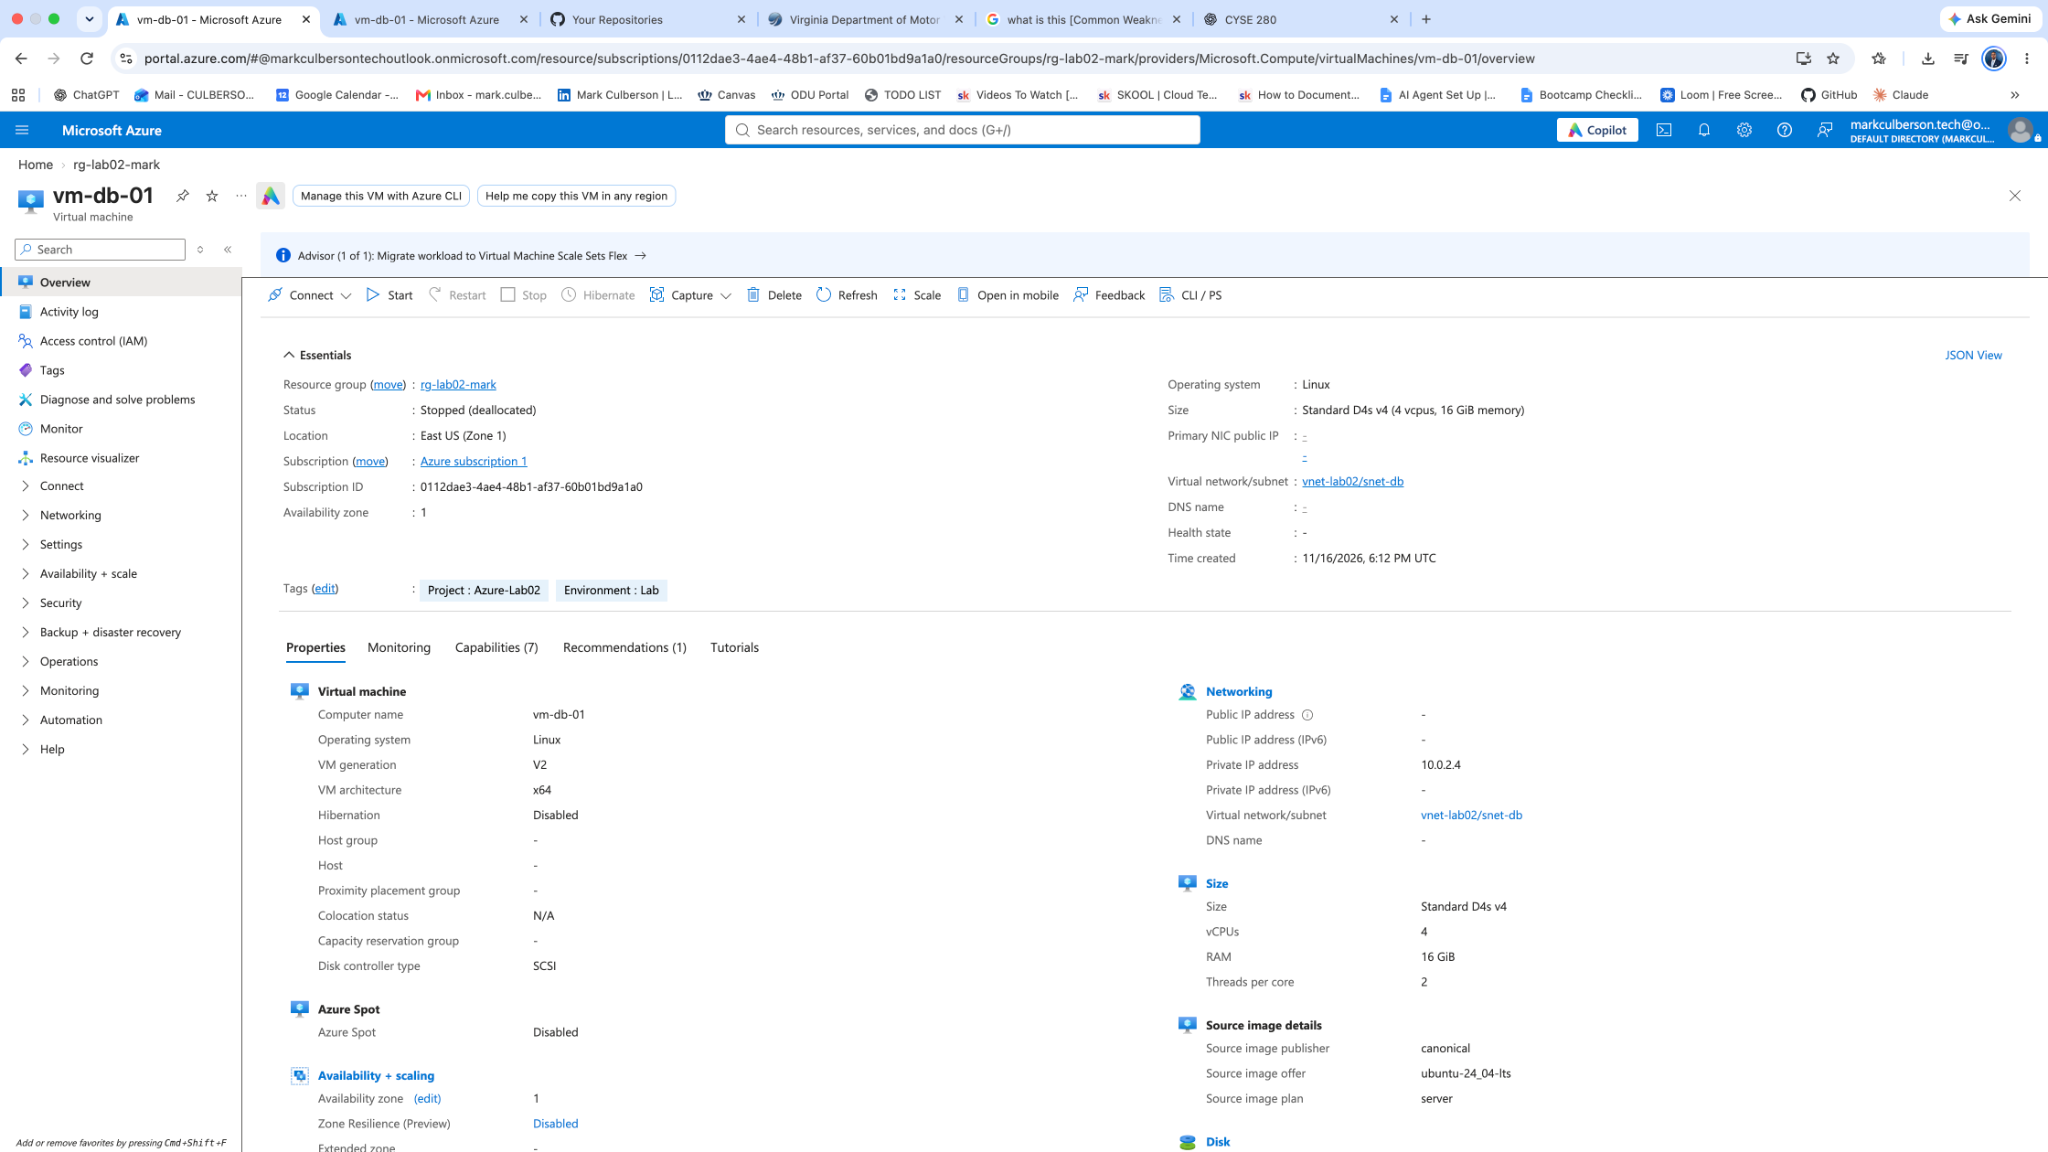 vm-db-01 - Microsoft Azure
vm-db-01 - Microsoft Azure
Your Repositories
Virginia Department of Motor
what is this [Common Weakne
CYSE 280
Ask Gemini
portal.azure.com/#@markculbersontechoutlook.onmicrosoft.com/resource/subscriptions/0112dae3-4ae4-48b1-af37-60b01bd9a1a0/resourceGroups/rg-lab02-mark/providers/Microsoft.Compute/virtualMachines/vm-db-01/overview
ChatGPT
Mail - CULBERSO...
Google Calendar -...
Inbox - mark.culbe...
Mark Culberson | L...
Canvas
ODU Portal
TODO LIST
Videos To Watch [...
SKOOL | Cloud Te...
How to Document...
AI Agent Set Up |...
Bootcamp Checkli...
Loom | Free Scree...
GitHub
Claude
Microsoft Azure
Search resources, services, and docs (G+/)
Copilot
markculberson.tech@o...
DEFAULT DIRECTORY (MARKCUL...
Home > rg-lab02-mark
vm-db-01
Virtual machine
Manage this VM with Azure CLI
Help me copy this VM in any region
Search
Overview
Activity log
Access control (IAM)
Tags
Diagnose and solve problems
Monitor
Resource visualizer
Connect
Networking
Settings
Availability + scale
Security
Backup + disaster recovery
Operations
Monitoring
Automation
Help
Add or remove favorites by pressing Cmd+Shift+F
Advisor (1 of 1): Migrate workload to Virtual Machine Scale Sets Flex →
Connect
Start
Restart
Stop
Hibernate
Capture
Delete
Refresh
Scale
Open in mobile
Feedback
CLI / PS
Essentials
JSON View
Resource group (move) : rg-lab02-mark
Status : Stopped (deallocated)
Location : East US (Zone 1)
Subscription (move) : Azure subscription 1
Subscription ID : 0112dae3-4ae4-48b1-af37-60b01bd9a1a0
Availability zone : 1
Operating system : Linux
Size : Standard D4s v4 (4 vcpus, 16 GiB memory)
Primary NIC public IP : -
-
Virtual network/subnet : vnet-lab02/snet-db
DNS name : -
Health state : -
Time created : 11/16/2026, 6:12 PM UTC
Tags (edit) : Project : Azure-Lab02 Environment : Lab
Properties
Monitoring
Capabilities (7)
Recommendations (1)
Tutorials
Virtual machine
Computer name vm-db-01
Operating system Linux
VM generation V2
VM architecture x64
Hibernation Disabled
Host group -
Host -
Proximity placement group -
Colocation status N/A
Capacity reservation group -
Disk controller type SCSI
Azure Spot
Azure Spot Disabled
Availability + scaling
Availability zone (edit) 1
Zone Resilience (Preview) Disabled
Extended zone -
Networking
Public IP address -
Public IP address (IPv6) -
Private IP address 10.0.2.4
Private IP address (IPv6) -
Virtual network/subnet vnet-lab02/snet-db
DNS name -
Size
Size Standard D4s v4
vCPUs 4
RAM 16 GiB
Threads per core 2
Source image details
Source image publisher canonical
Source image offer ubuntu-24_04-lts
Source image plan server
Disk